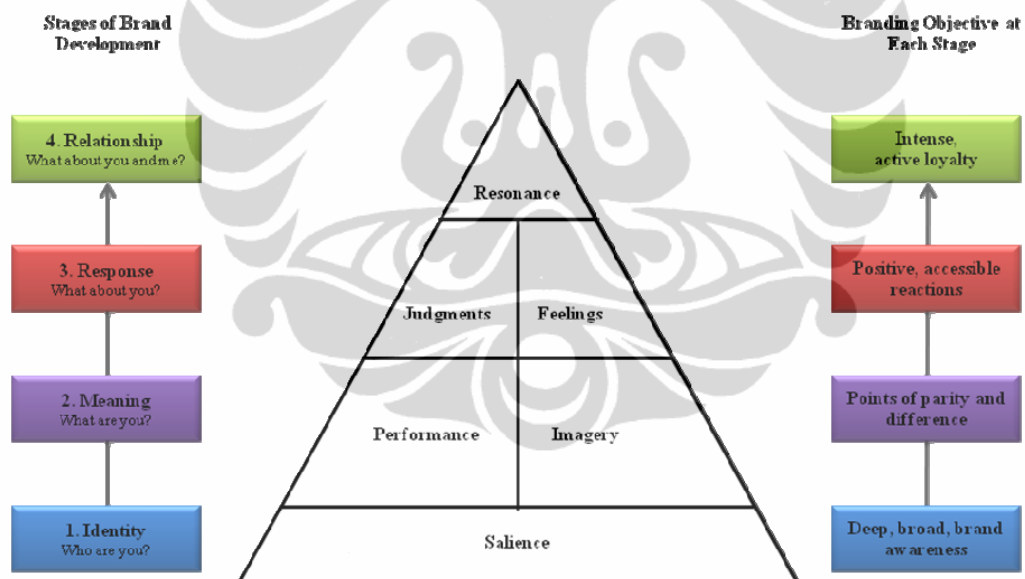 Stages of Brand
Development
Branding Objective at
Each Stage
4. Relationship
What about you and me?
Resonance
Intense,
active loyalty
3. Response
What about you?
Judgments
Feelings
Positive, accessible
reactions
2. Meaning
What are you?
Performance
Imagery
Points of parity and
difference
1. Identity
Who are you?
Salience
Deep, broad, brand
awareness